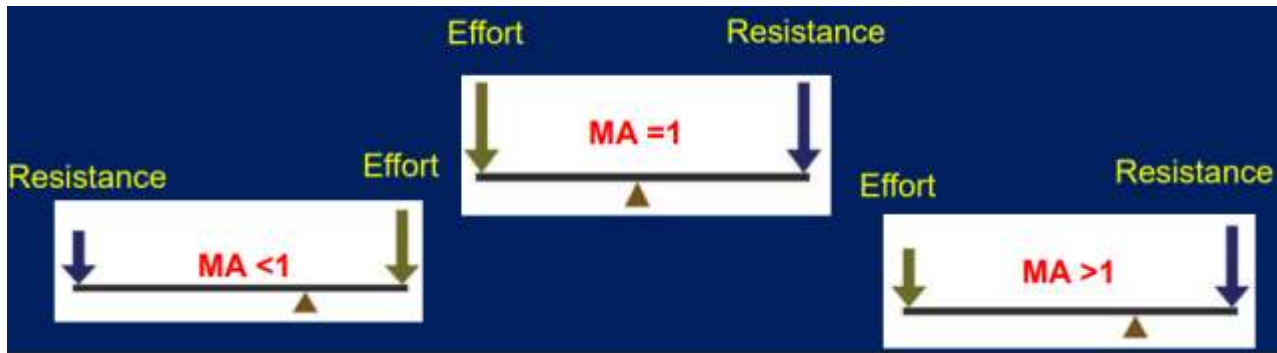 Effort
Resistance
MA =1
Resistance
Effort
MA <1
Effort
Resistance
MA >1